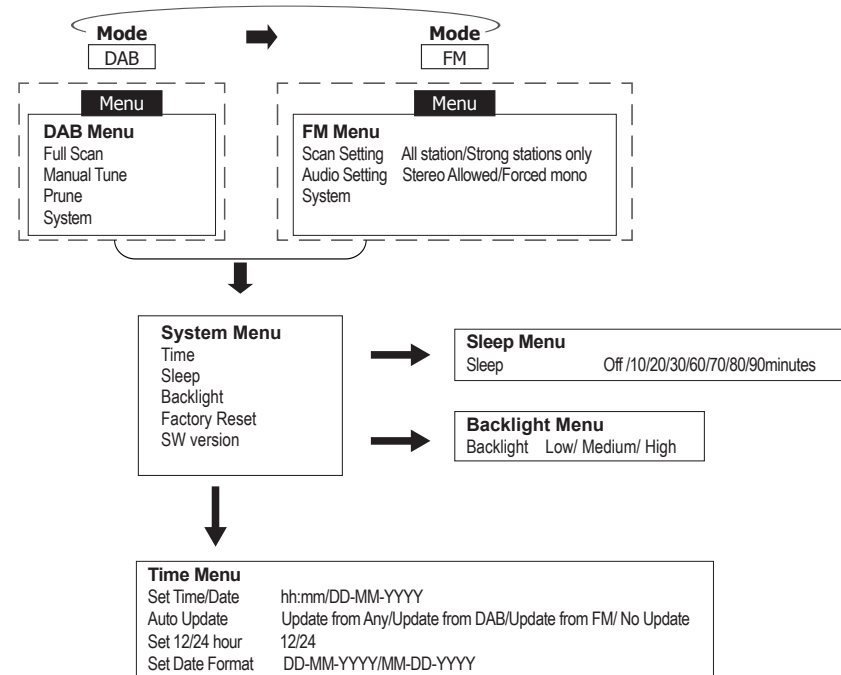 Mode Mode
DAB FM
Menu Menu
DAB Menu
Full Scan
Manual Tune
Prune
System
FM Menu
Scan Setting All station/Strong stations only
Audio Setting Stereo Allowed/Forced mono
System
System Menu
Time
Sleep
Backlight
Factory Reset
SW version
Sleep Menu
Sleep Off /10/20/30/60/70/80/90minutes
Backlight Menu
Backlight Low/ Medium/ High
Time Menu
Set Time/Date hh:mm/DD-MM-YYYY
Auto Update Update from Any/Update from DAB/Update from FM/ No Update
Set 12/24 hour 12/24
Set Date Format DD-MM-YYYY/MM-DD-YYYY